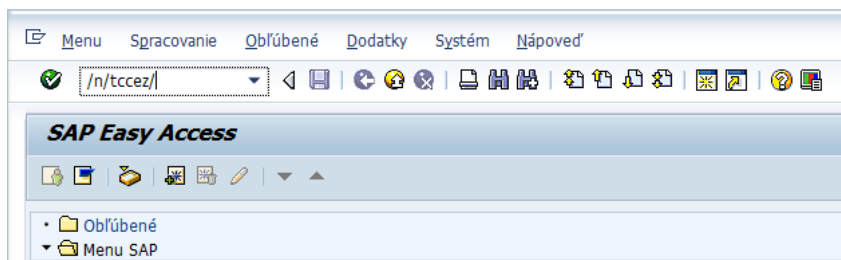 Menu Spracovanie Obľúbené Dodatky Systém Nápoveď
/n/tccez/
SAP Easy Access
Obľúbené
Menu SAP